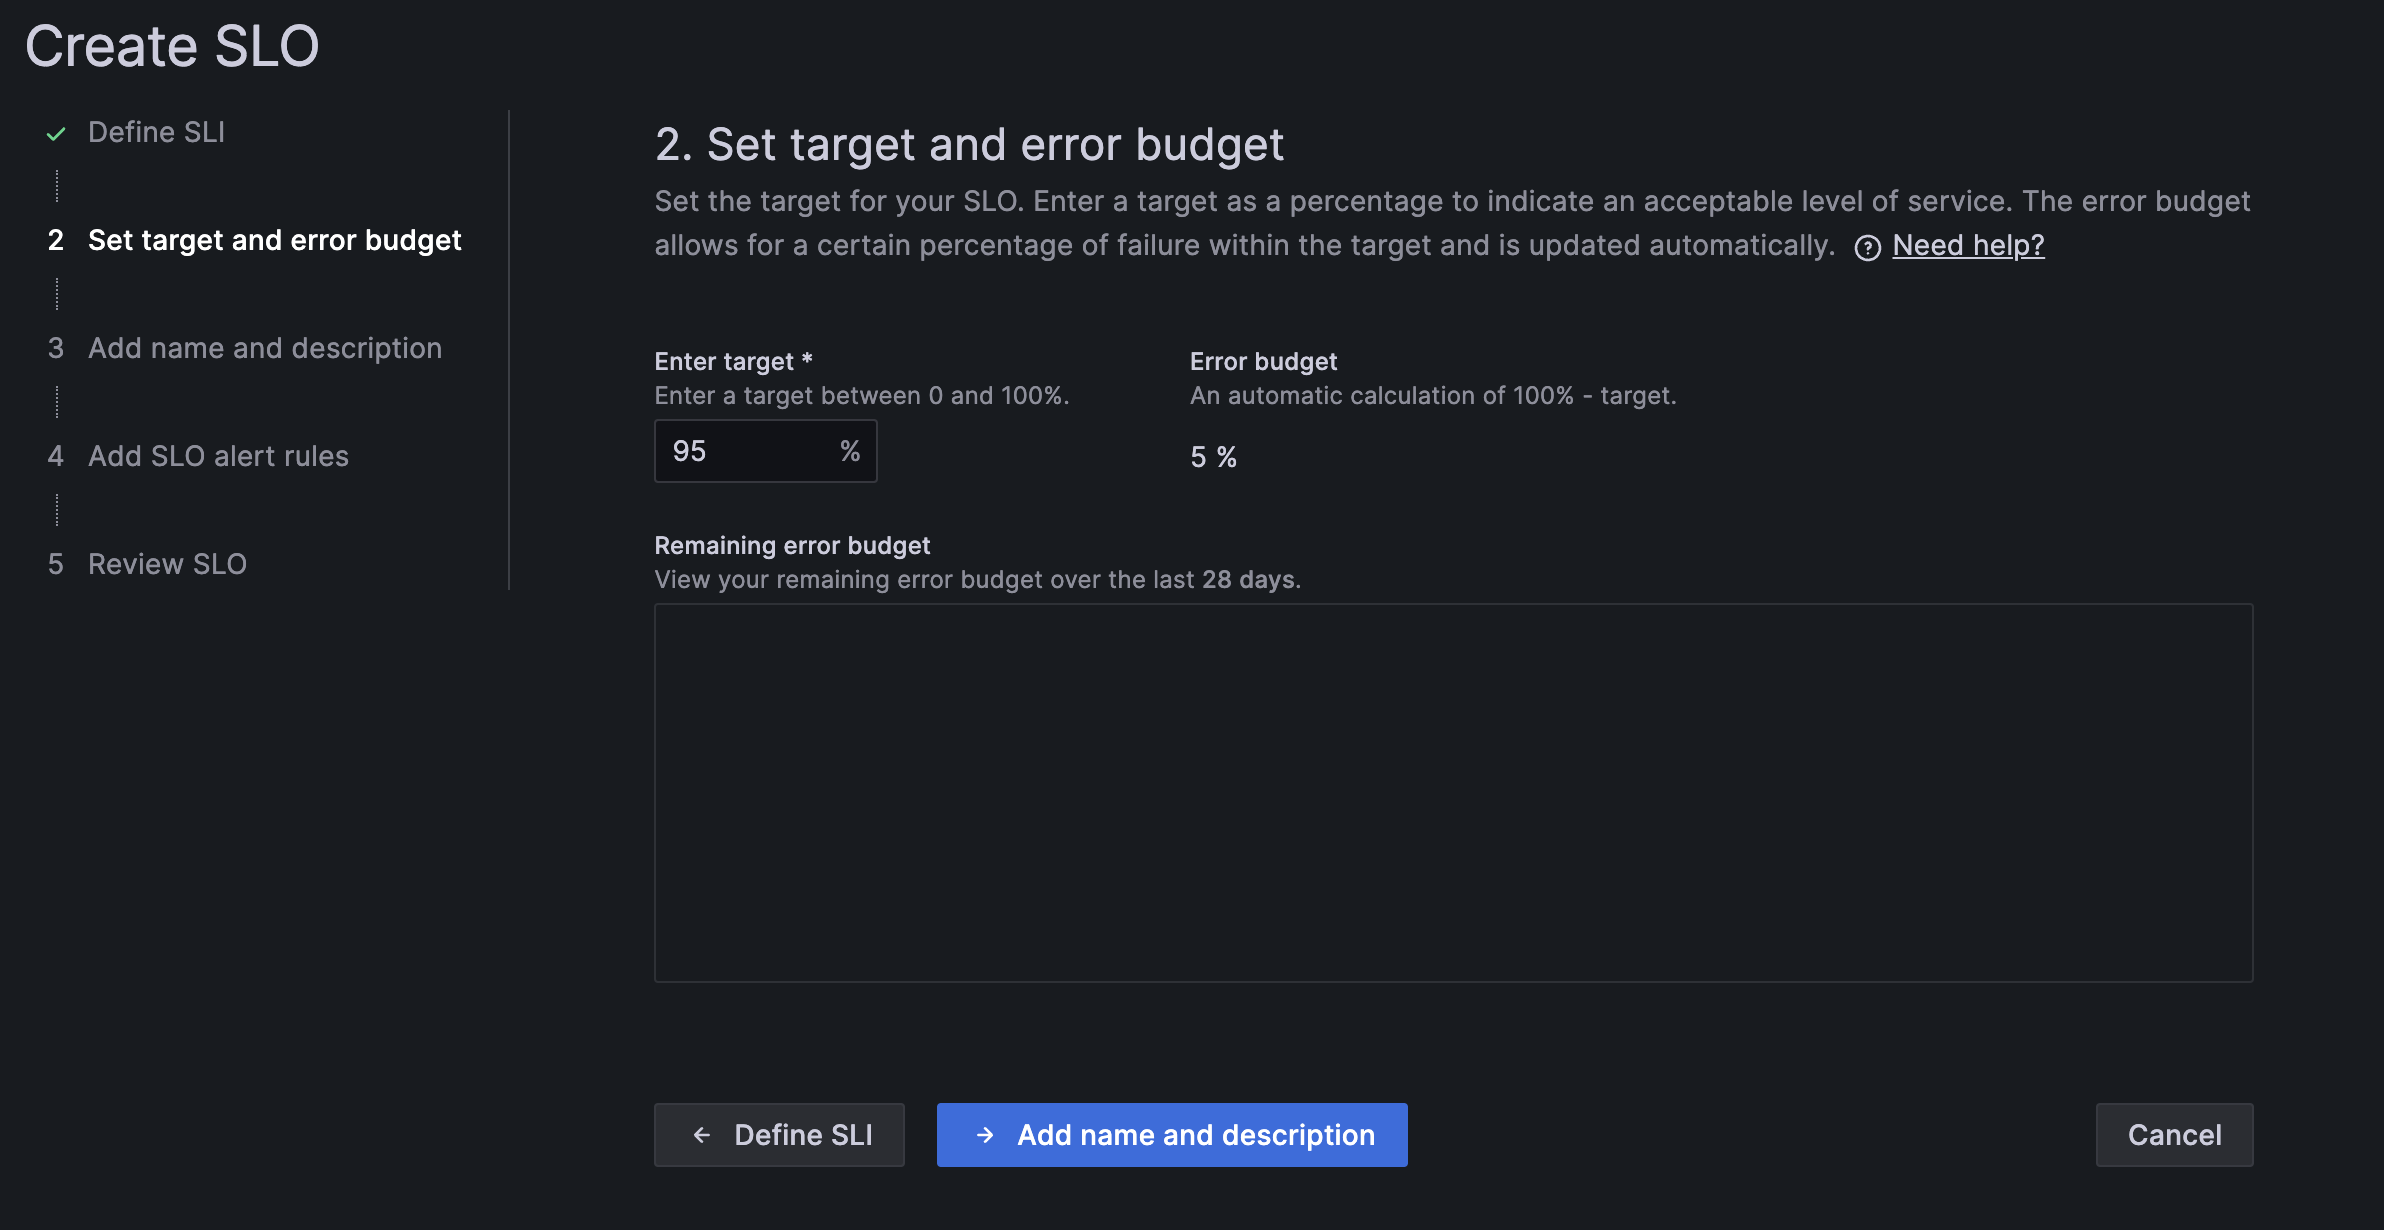 Create SLO
Define SLI
2 Set target and error budget
3 Add name and description
4 Add SLO alert rules
5 Review SLO
2. Set target and error budget
Set the target for your SLO. Enter a target as a percentage to indicate an acceptable level of service. The error budget
allows for a certain percentage of failure within the target and is updated automatically. Need help?
Enter target *
Enter a target between 0 and 100%.
95 %
Error budget
An automatic calculation of 100% - target.
5 %
Remaining error budget
View your remaining error budget over the last 28 days.
Define SLI
Add name and description
Cancel